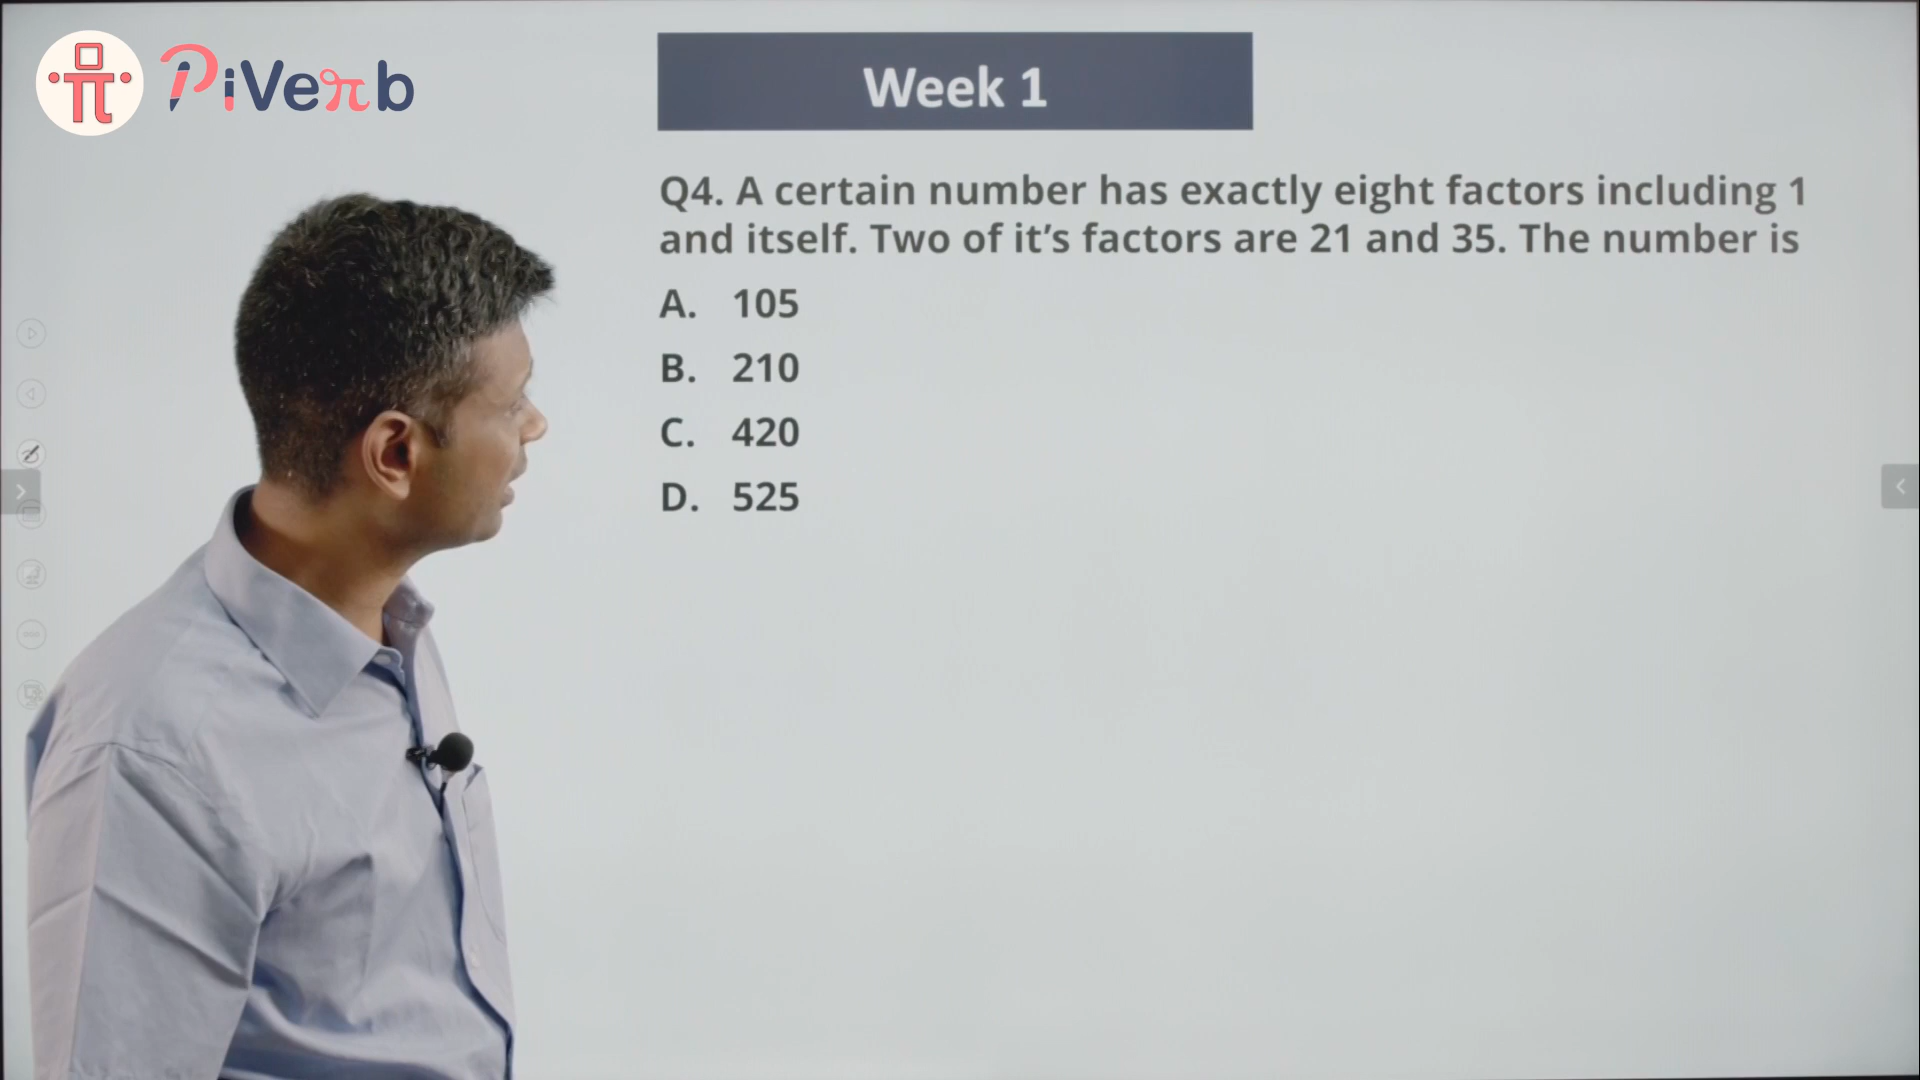 PiVerb
Week 1
Q4. A certain number has exactly eight factors including 1
and itself. Two of it’s factors are 21 and 35. The number is
A. 105
B. 210
C. 420
D. 525